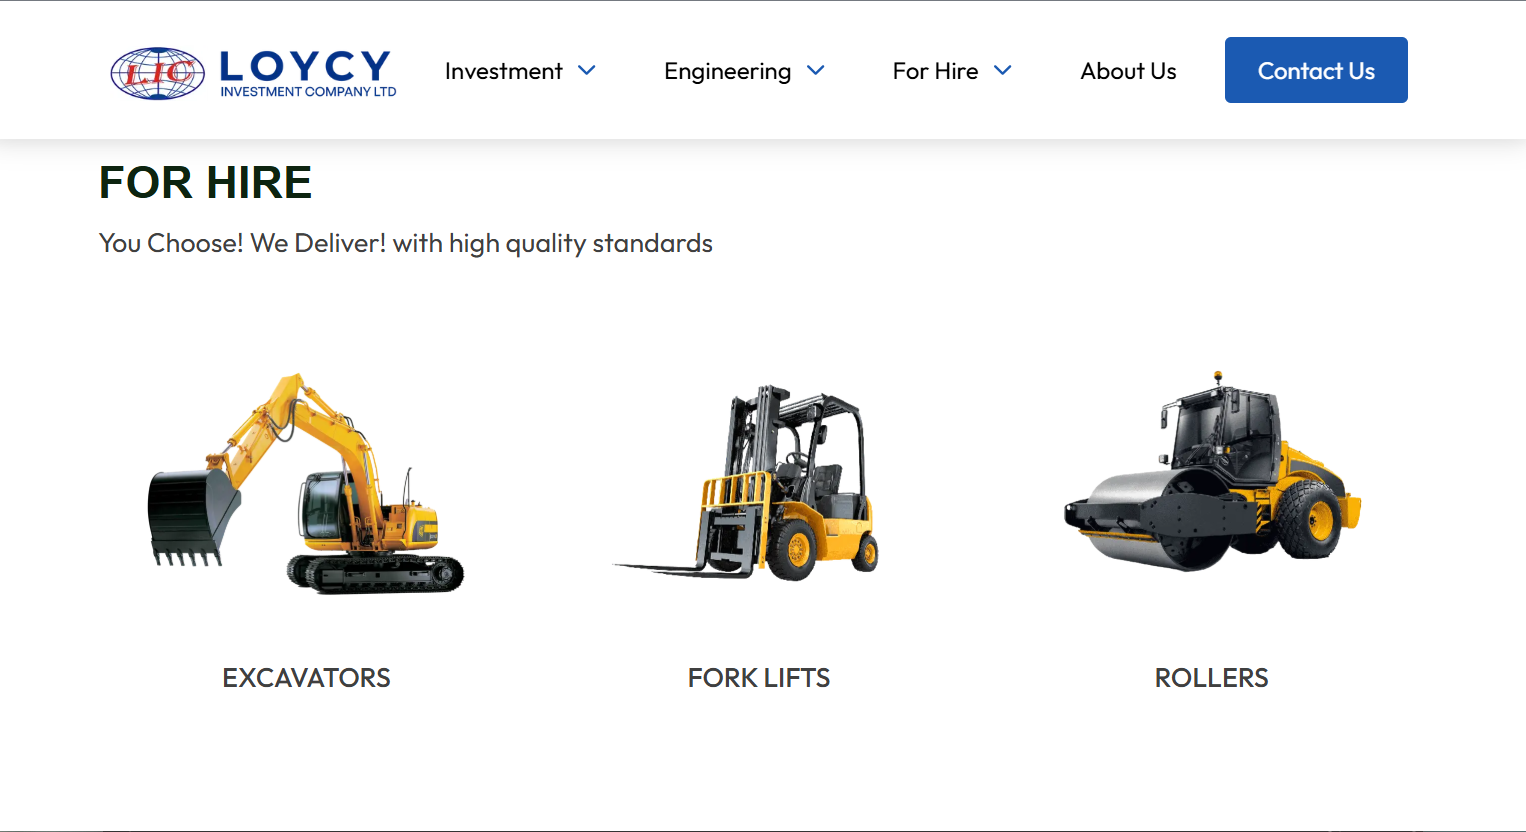 LIC
LOYCY
INVESTMENT COMPANY LTD
Investment
Engineering
For Hire
About Us
Contact Us
FOR HIRE
You Choose! We Deliver! with high quality standards
EXCAVATORS
FORK LIFTS
ROLLERS